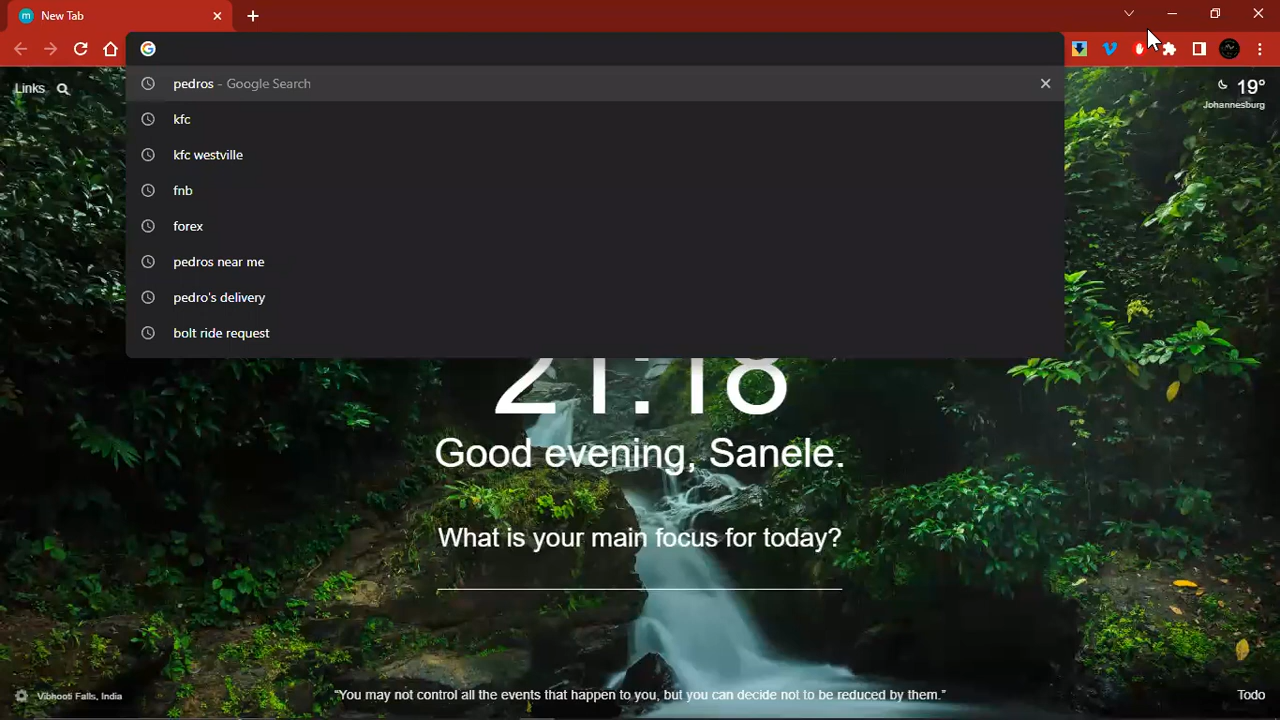 New Tab
pedros - Google Search
kfc
kfc westville
fnb
forex
pedros near me
pedro's delivery
bolt ride request
Links
19°
Johannesburg
21:18
Good evening, Sanele.
What is your main focus for today?
Vibhooti Falls, India
"You may not control all the events that happen to you, but you can decide not to be reduced by them."
Todo